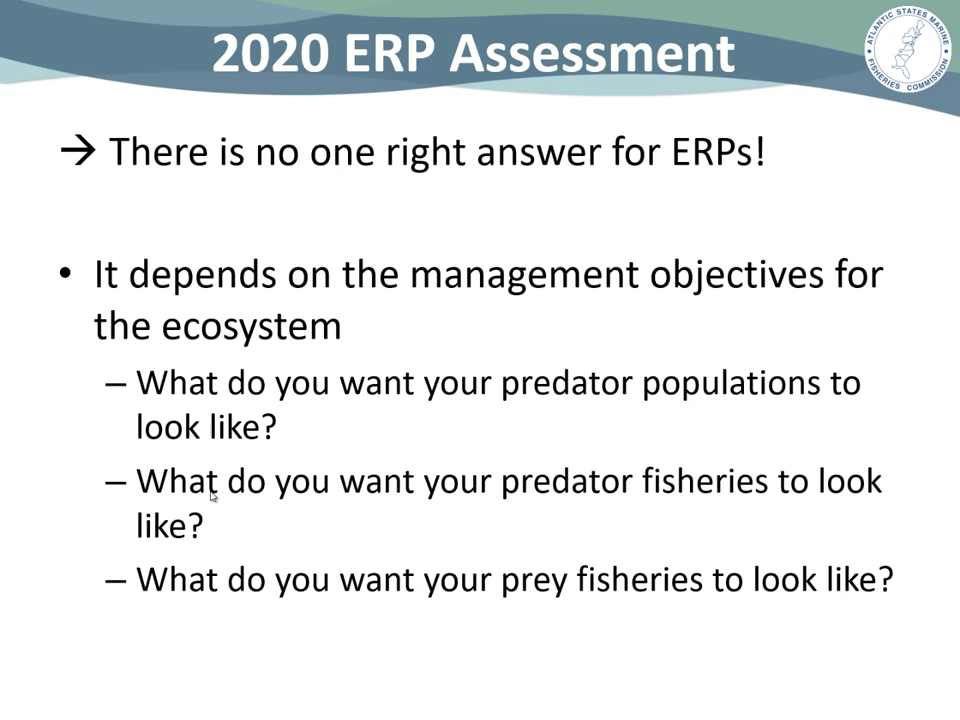 2020 ERP Assessment
ATLANTIC STATES MARINE
FISHERIES COMMISSION
→ There is no one right answer for ERPs!
• It depends on the management objectives for
the ecosystem
– What do you want your predator populations to
look like?
– What do you want your predator fisheries to look
like?
– What do you want your prey fisheries to look like?